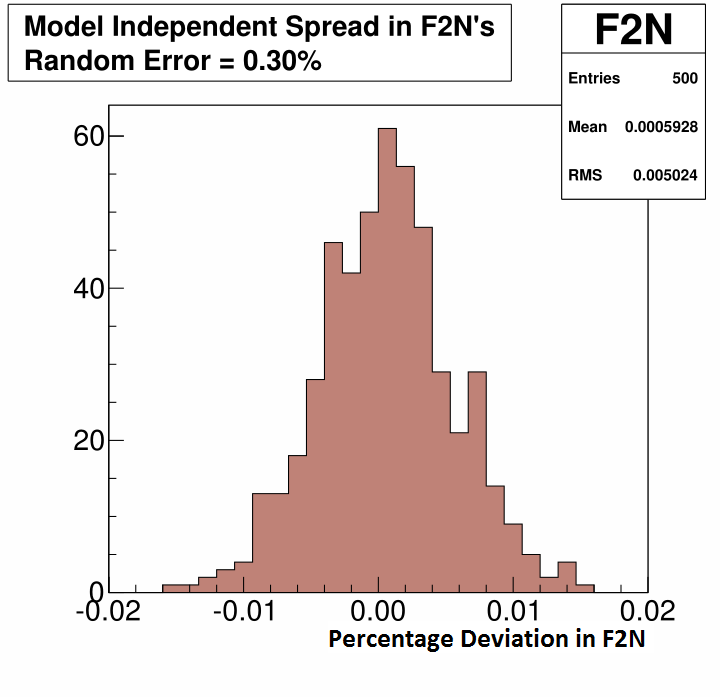 Model Independent Spread in F2N's
Random Error = 0.30%
F2N
Entries 500
Mean 0.0005928
RMS 0.005024
60
40
20
0
-0.02 -0.01 0.00 0.01 0.02
Percentage Deviation in F2N